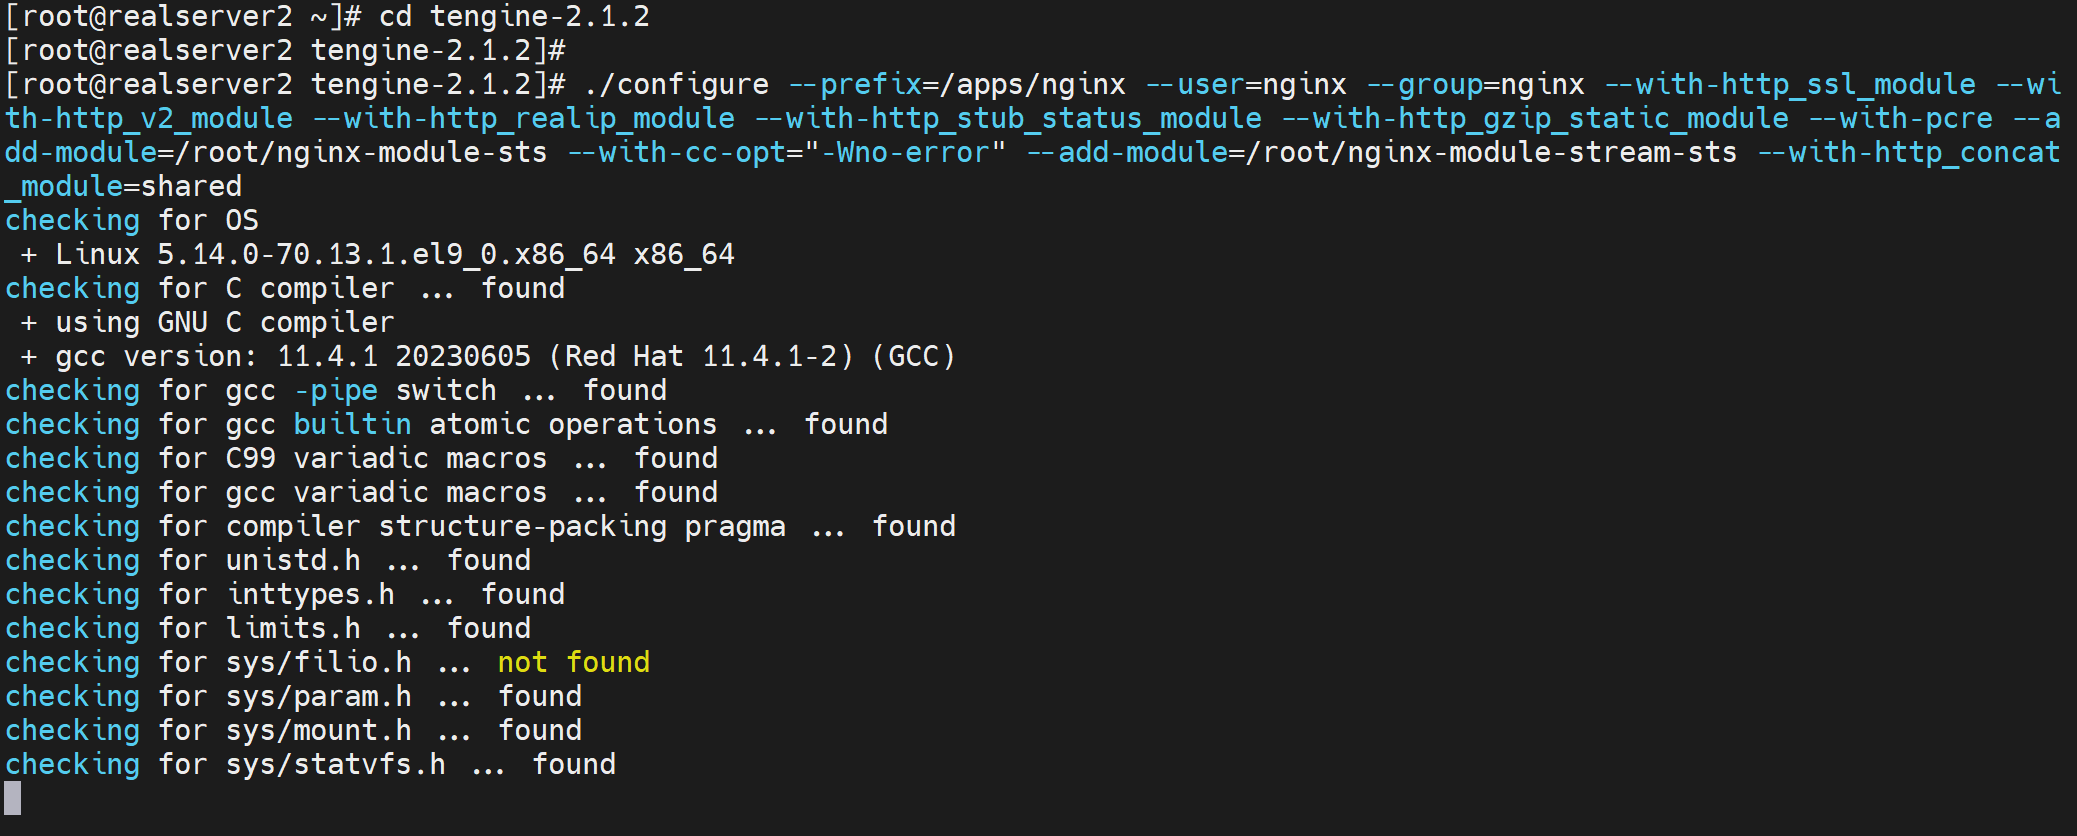 [root@realserver2 ~]# cd tengine-2.1.2
[root@realserver2 tengine-2.1.2]#
[root@realserver2 tengine-2.1.2]# ./configure --prefix=/apps/nginx --user=nginx --group=nginx --with-http_ssl_module --wi
th-http_v2_module --with-http_realip_module --with-http_stub_status_module --with-http_gzip_static_module --with-pcre --a
dd-module=/root/nginx-module-sts --with-cc-opt="-Wno-error" --add-module=/root/nginx-module-stream-sts --with-http_concat
_module=shared
checking for OS
 + Linux 5.14.0-70.13.1.el9_0.x86_64 x86_64
checking for C compiler ... found
 + using GNU C compiler
 + gcc version: 11.4.1 20230605 (Red Hat 11.4.1-2) (GCC)
checking for gcc -pipe switch ... found
checking for gcc builtin atomic operations ... found
checking for C99 variadic macros ... found
checking for gcc variadic macros ... found
checking for compiler structure-packing pragma ... found
checking for unistd.h ... found
checking for inttypes.h ... found
checking for limits.h ... found
checking for sys/filio.h ... not found
checking for sys/param.h ... found
checking for sys/mount.h ... found
checking for sys/statvfs.h ... found